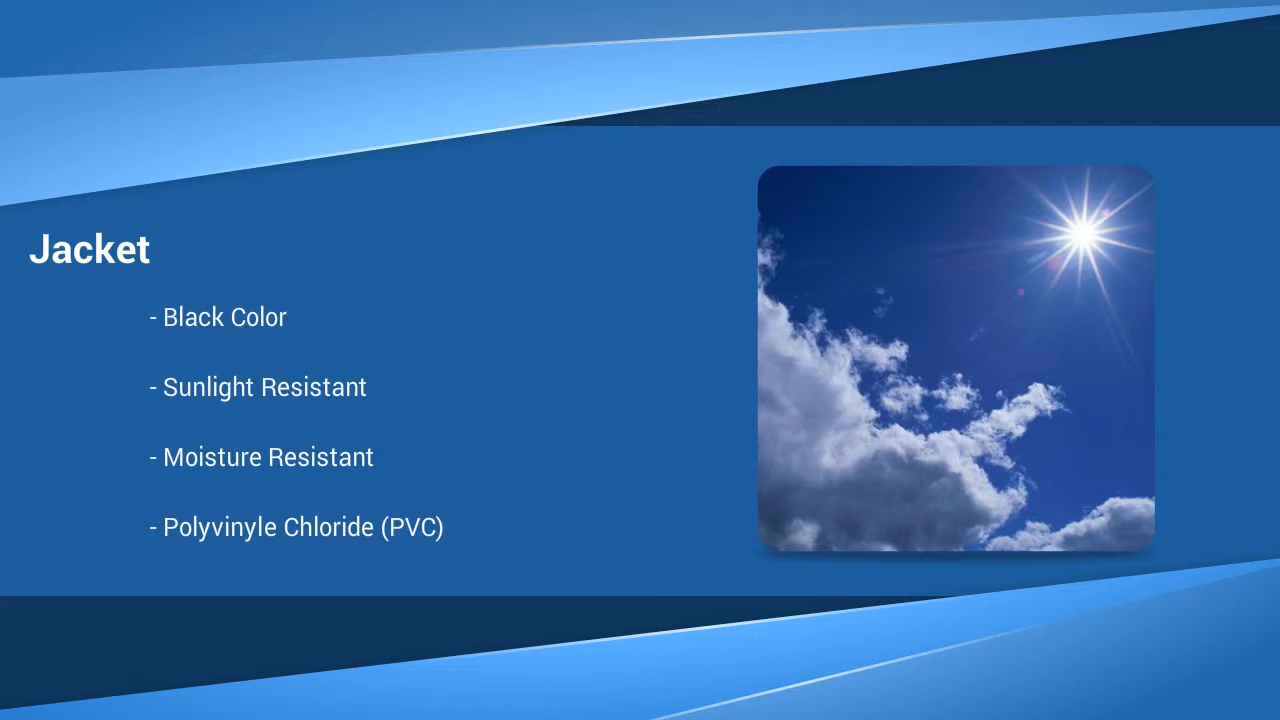 Jacket
- Black Color
- Sunlight Resistant
- Moisture Resistant
- Polyvinyle Chloride (PVC)